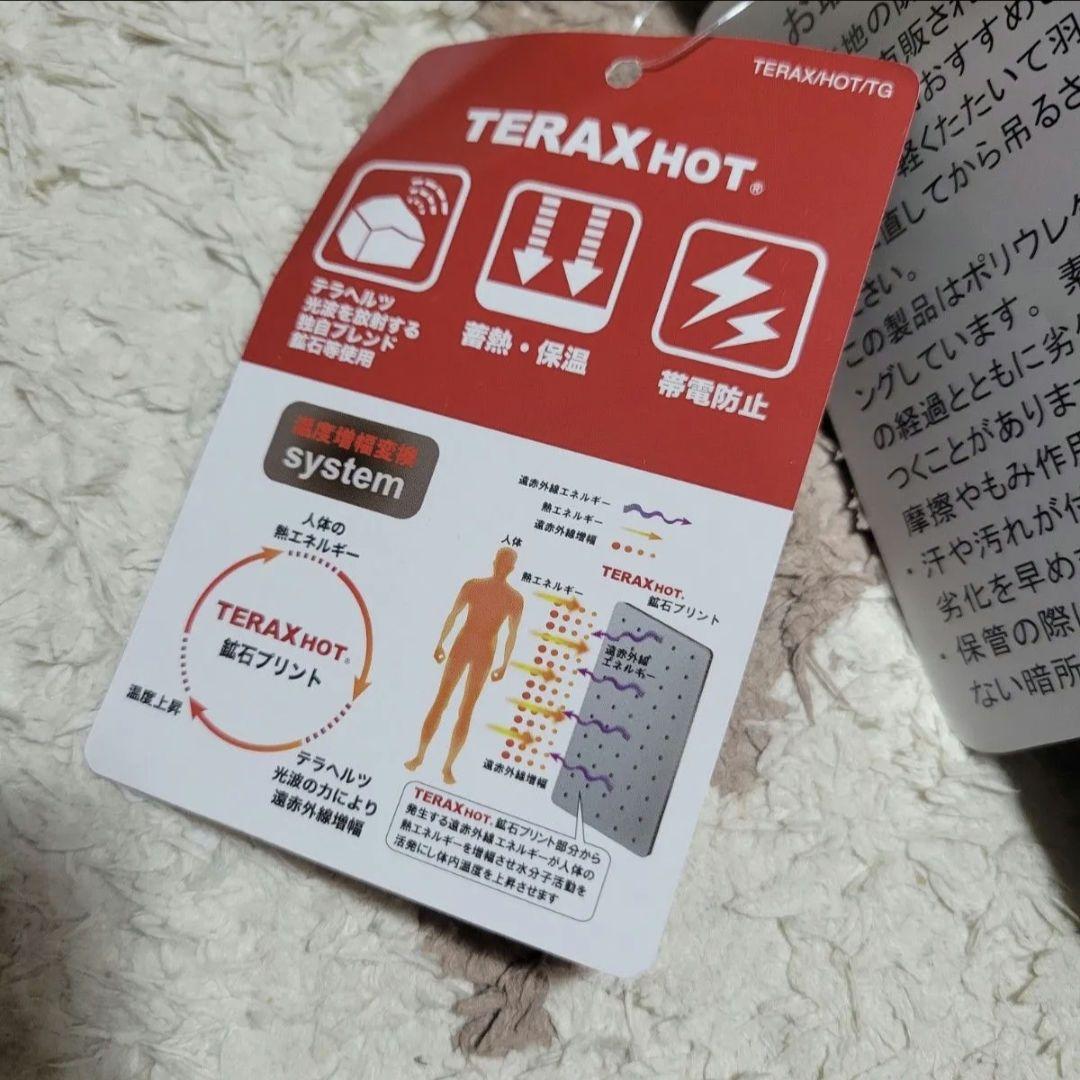 TERAX/HOT/TG
TERAX HOT®
テラヘルツ
光波を放射する
独自ブレンド
鉱石等使用
蓄熱・保温
帯電防止
温度増幅変換
system
人体の
熱エネルギー
TERAX HOT®
鉱石プリント
温度上昇
テラヘルツ
光波の力により
遠赤外線増幅
遠赤外線エネルギー
熱エネルギー
遠赤外線増幅
人体
熱エネルギー
TERAX HOT®
鉱石プリント
遠赤外線
エネルギー
遠赤外線増幅
TERAX HOT® 鉱石プリント部分から
発生する遠赤外線エネルギーが人体の
熱エネルギーを増幅させ水分子活動を
活発にし体内温度を上昇させます
地の
直販され
おすすめ
軽くたたいて羽
直してから吊るさ
さい。
この製品はポリウレタ
ングしています。素
の経過とともに劣
つくことがあります
摩擦やもみ作用
・汗や汚れが
劣化を早め
・保管の際
ない暗所